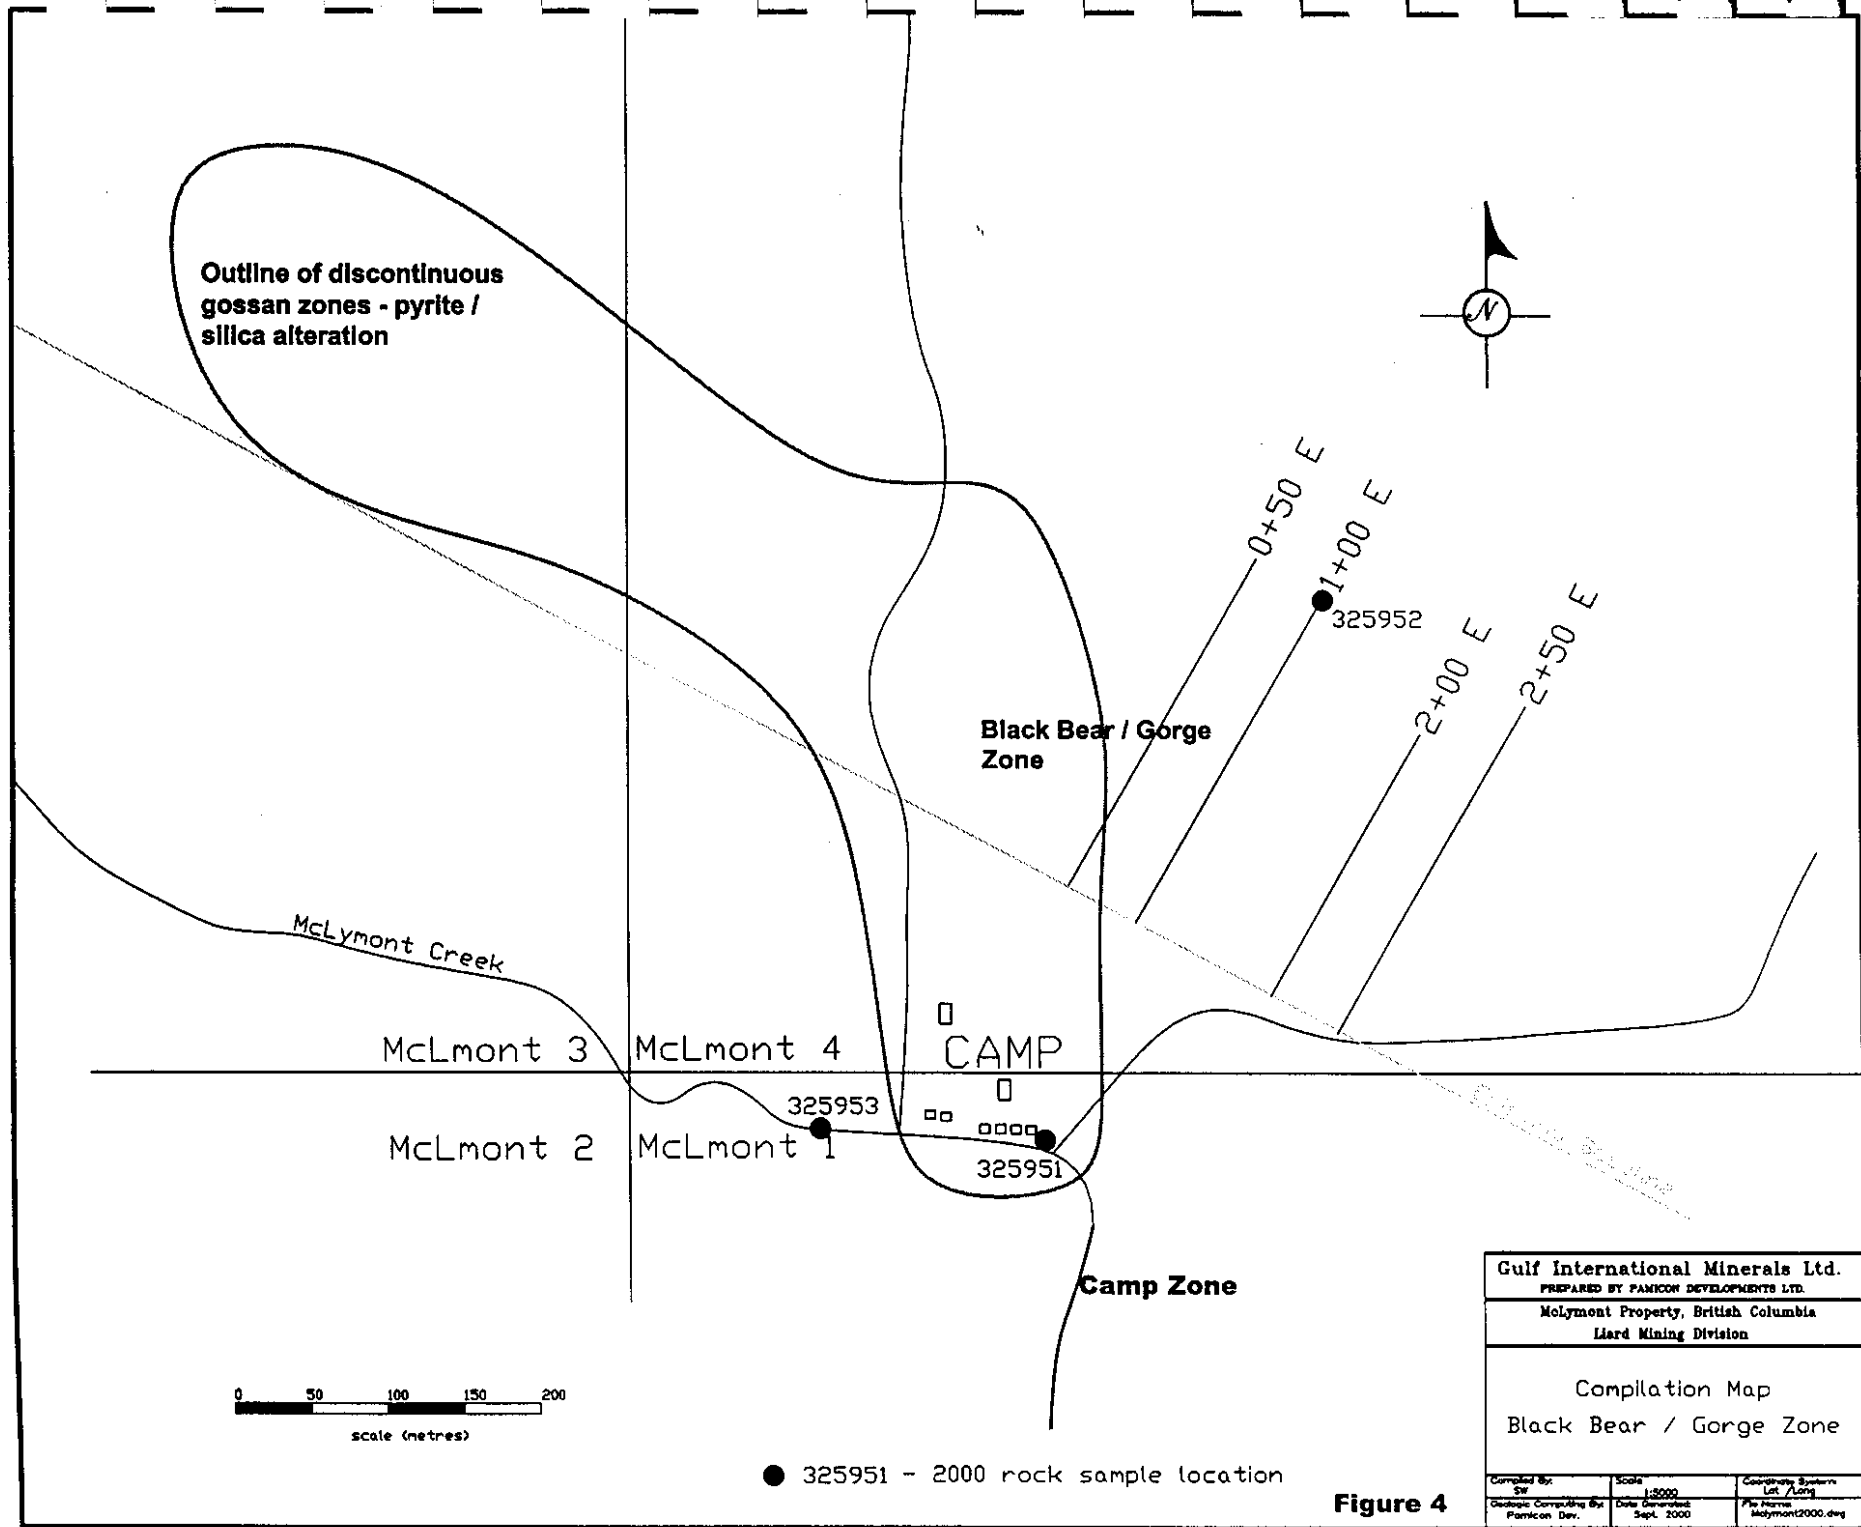 Outline of discontinuous
gossan zones - pyrite /
silica alteration
N
0+50 E
1+00 E
325952
2+00 E
2+50 E
Black Bear / Gorge
Zone
McLymont Creek
McLmont 3
McLmont 4
CAMP
325953
McLmont 2
McLmont 1
325951
Camp Zone
0 50 100 150 200
scale (metres)
325951 - 2000 rock sample location
Figure 4
Gulf International Minerals Ltd.
PREPARED BY PAMICON DEVELOPMENTS LTD.
McLymont Property, British Columbia
Liard Mining Division
Compilation Map
Black Bear / Gorge Zone
Compiled By:
SW
Scale
1:5000
Coordinate System:
Lat /Long
Geologic Computing By:
Pamicon Dev.
Date Generated:
Sept. 2000
File Name:
Mclymont2000.dwg